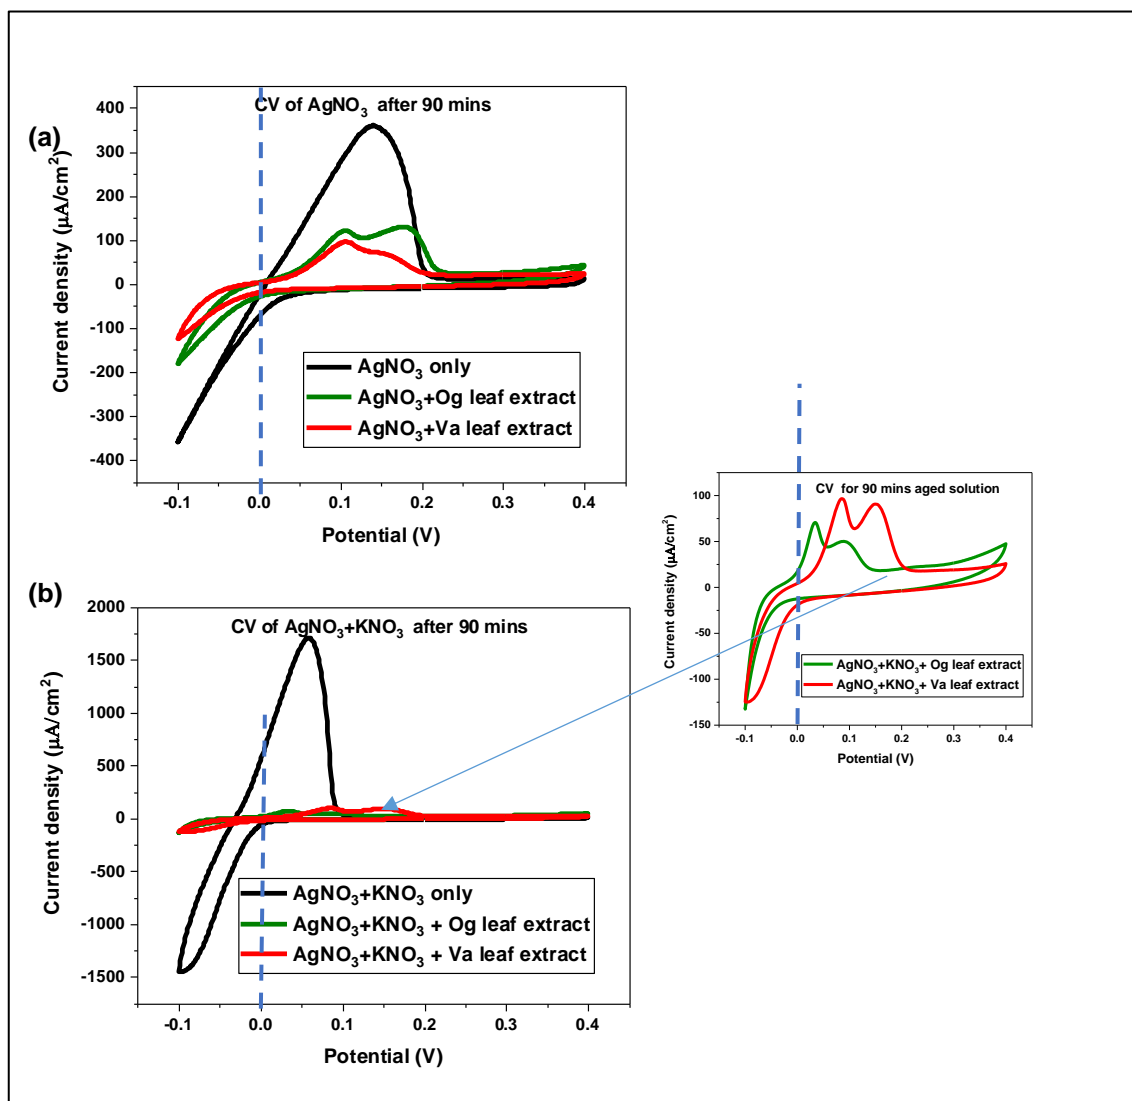 (a)
CV of AgNO3 after 90 mins
400
300
200
100
0
-100
-200
-300
-400
Current density (µA/cm2)
AgNO3 only
AgNO3+Og leaf extract
AgNO3+Va leaf extract
-0.1 0.0 0.1 0.2 0.3 0.4
Potential (V)
CV for 90 mins aged solution
100
50
0
-50
-100
-150
Current density (µA/cm2)
AgNO3+KNO3+ Og leaf extract
AgNO3+KNO3+ Va leaf extract
-0.1 0.0 0.1 0.2 0.3 0.4
Potential (V)
(b)
CV of AgNO3+KNO3 after 90 mins
2000
1500
1000
500
0
-500
-1000
-1500
Current density (µA/cm2)
AgNO3+KNO3 only
AgNO3+KNO3 + Og leaf extract
AgNO3+KNO3 + Va leaf extract
-0.1 0.0 0.1 0.2 0.3 0.4
Potential (V)